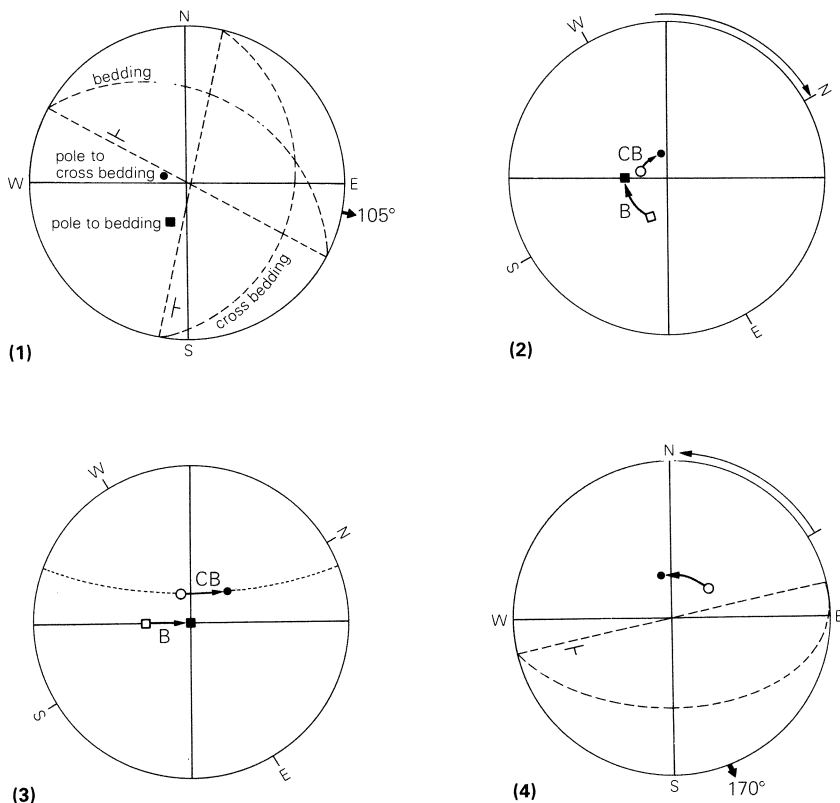 N
bedding
pole to
cross bedding
W
E
105°
pole to bedding
cross bedding
S
(1)
W
N
CB
B
S
E
(2)
W
N
CB
B
S
E
(3)
N
W
E
S
170°
(4)